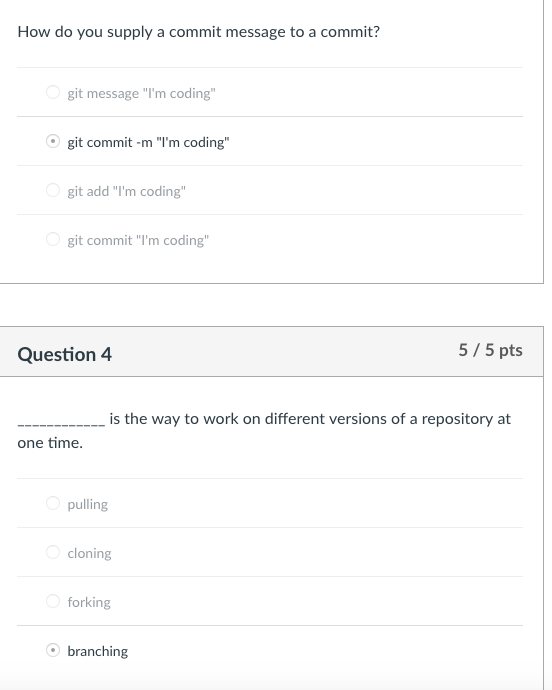 How do you supply a commit message to a commit?
git message "I'm coding"
git commit -m "I'm coding"
git add "I'm coding"
git commit "I'm coding"
Question 4
5 / 5 pts
____________ is the way to work on different versions of a repository at
one time.
pulling
cloning
forking
branching